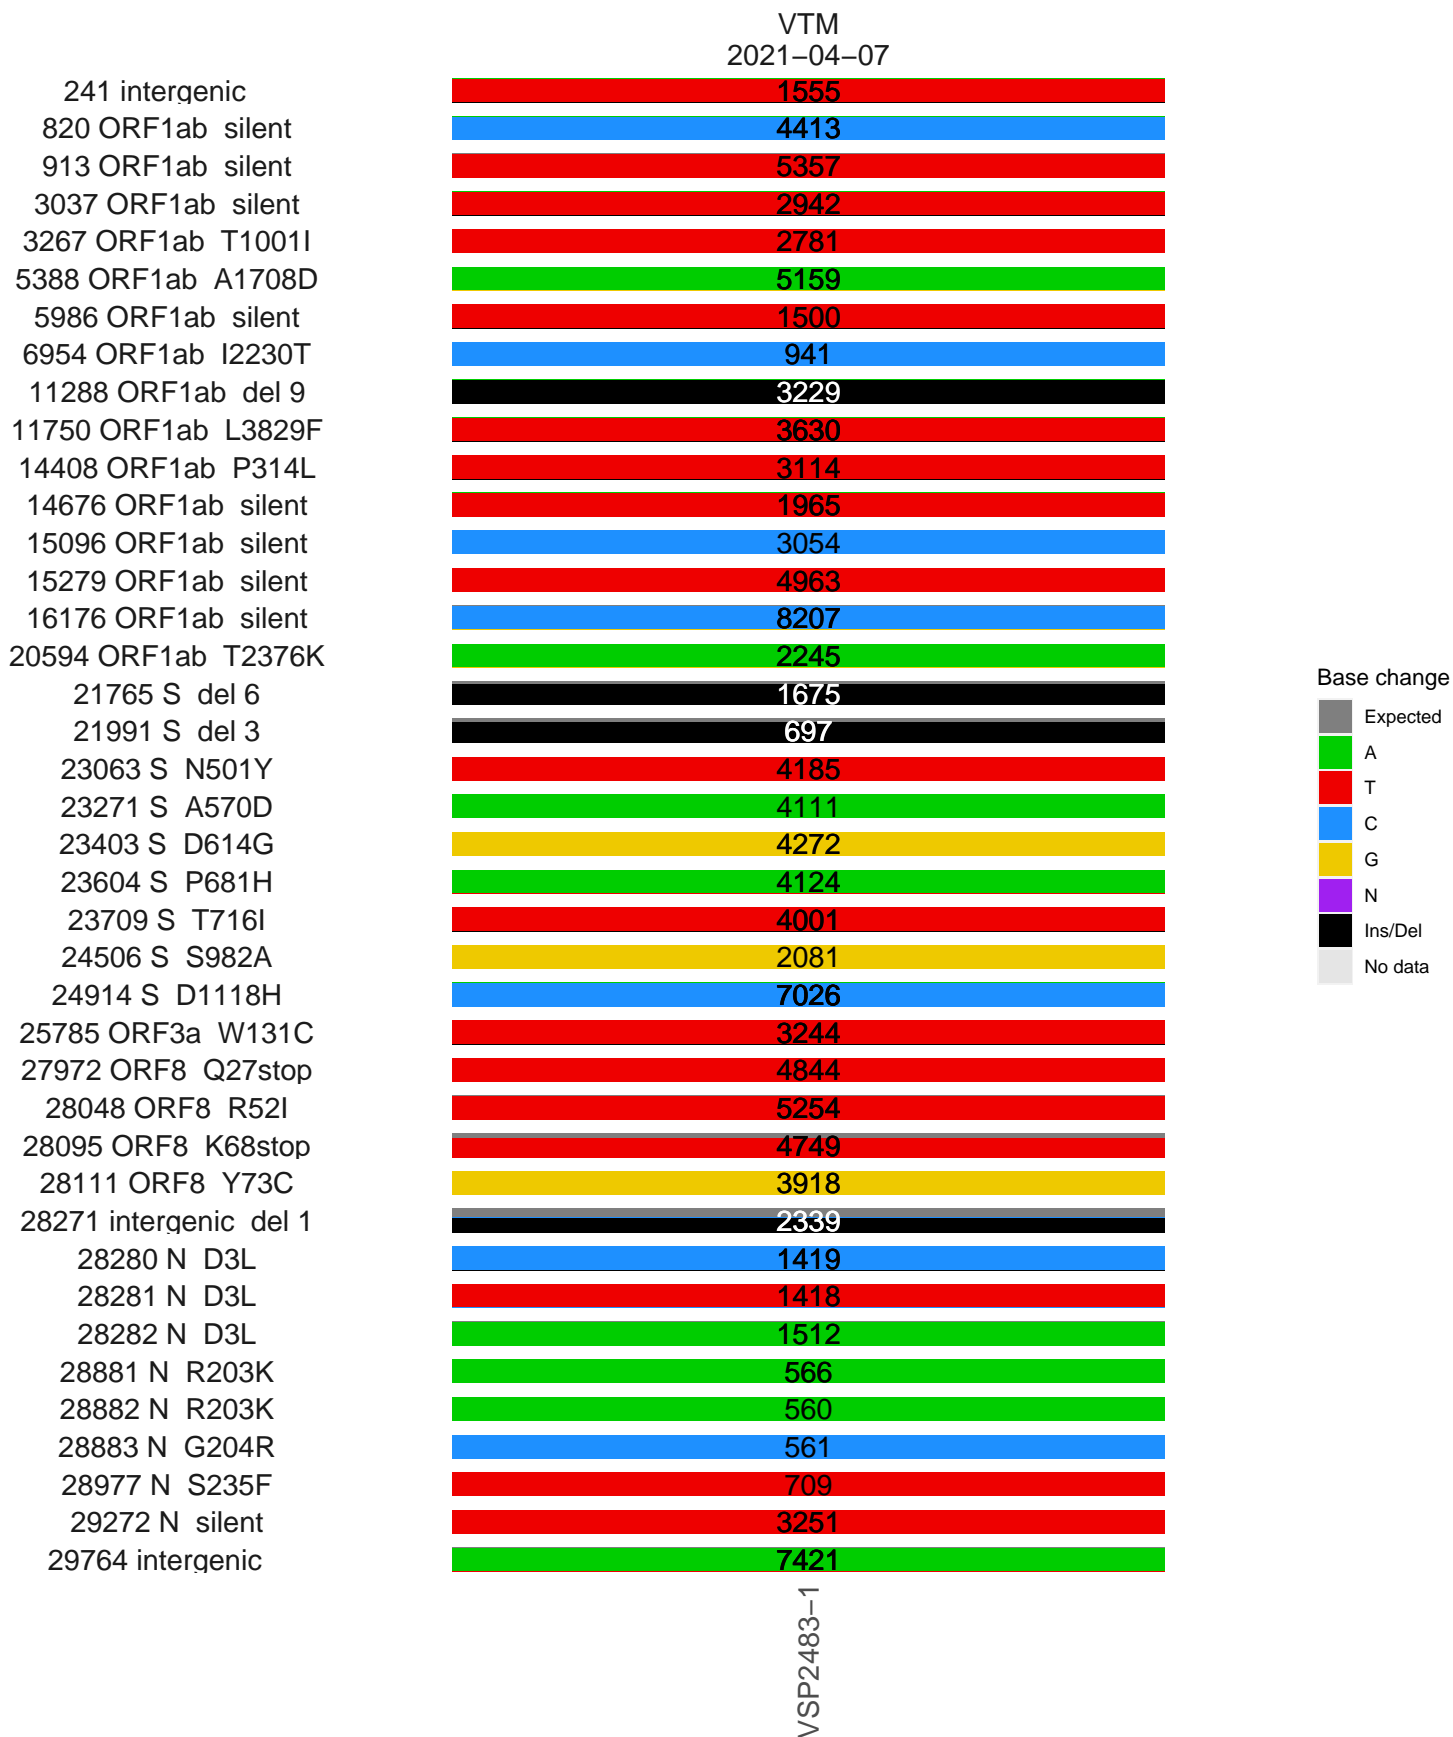 VTM
2021−04−07
241 intergenic 1555
820 ORF1ab silent 4413
913 ORF1ab silent 5357
3037 ORF1ab silent 2942
3267 ORF1ab T1001I 2781
5388 ORF1ab A1708D 5159
5986 ORF1ab silent 1500
6954 ORF1ab I2230T 941
11288 ORF1ab del 9 3229
11750 ORF1ab L3829F 3630
14408 ORF1ab P314L 3114
14676 ORF1ab silent 1965
15096 ORF1ab silent 3054
15279 ORF1ab silent 4963
16176 ORF1ab silent 8207
20594 ORF1ab T2376K 2245
21765 S del 6 1675
21991 S del 3 697
23063 S N501Y 4185
23271 S A570D 4111
23403 S D614G 4272
23604 S P681H 4124
23709 S T716I 4001
24506 S S982A 2081
24914 S D1118H 7026
25785 ORF3a W131C 3244
27972 ORF8 Q27stop 4844
28048 ORF8 R52I 5254
28095 ORF8 K68stop 4749
28111 ORF8 Y73C 3918
28271 intergenic del 1 2339
28280 N D3L 1419
28281 N D3L 1418
28282 N D3L 1512
28881 N R203K 566
28882 N R203K 560
28883 N G204R 561
28977 N S235F 709
29272 N silent 3251
29764 intergenic 7421
VSP2483−1
Base change
Expected
A
T
C
G
N
Ins/Del
No data